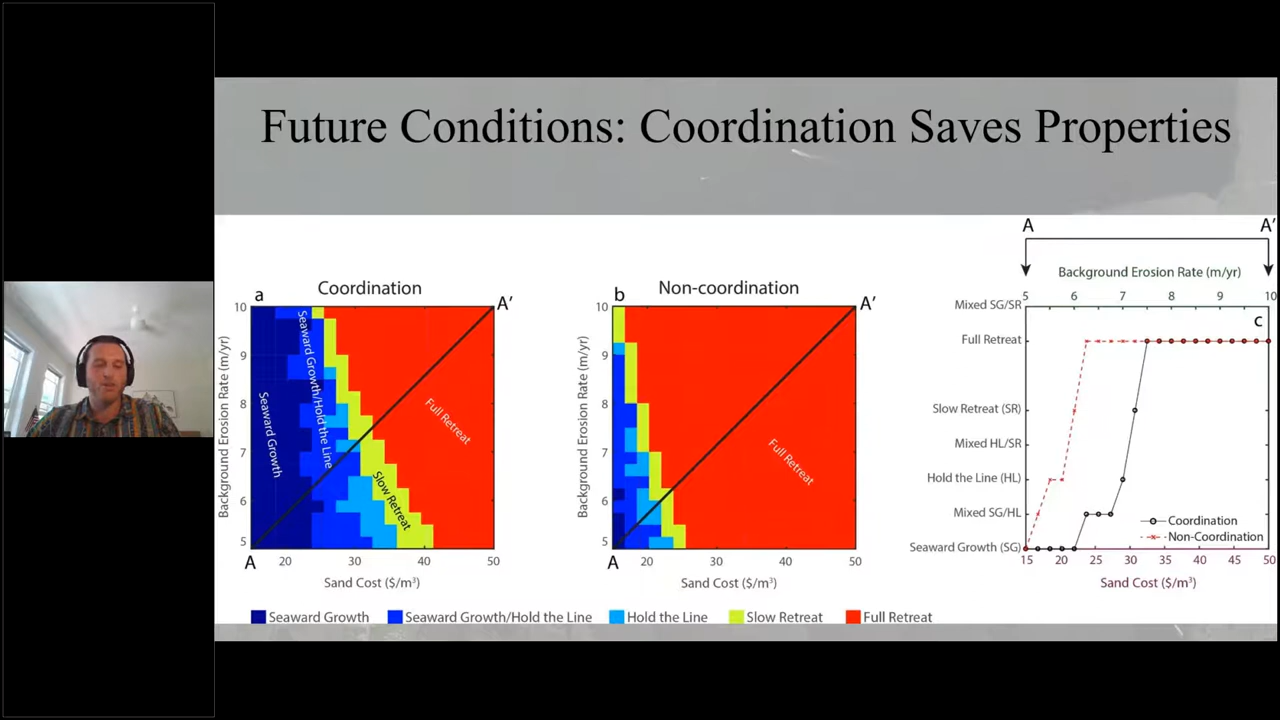 Future Conditions: Coordination Saves Properties
a
Coordination
A'
10
9
8
7
6
5
Background Erosion Rate (m/yr)
Seaward Growth
Seaward Growth/Hold the Line
Slow Retreat
Full Retreat
A
20
30
40
50
Sand Cost ($/m³)
b
Non-coordination
A'
10
9
8
7
6
5
Background Erosion Rate (m/yr)
Full Retreat
A
20
30
40
50
Sand Cost ($/m³)
A
A'
Background Erosion Rate (m/yr)
5
6
7
8
9
10
c
Mixed SG/SR
Full Retreat
Slow Retreat (SR)
Mixed HL/SR
Hold the Line (HL)
Mixed SG/HL
Seaward Growth (SG)
Coordination
Non-Coordination
15
20
25
30
35
40
45
50
Sand Cost ($/m³)
Seaward Growth
Seaward Growth/Hold the Line
Hold the Line
Slow Retreat
Full Retreat